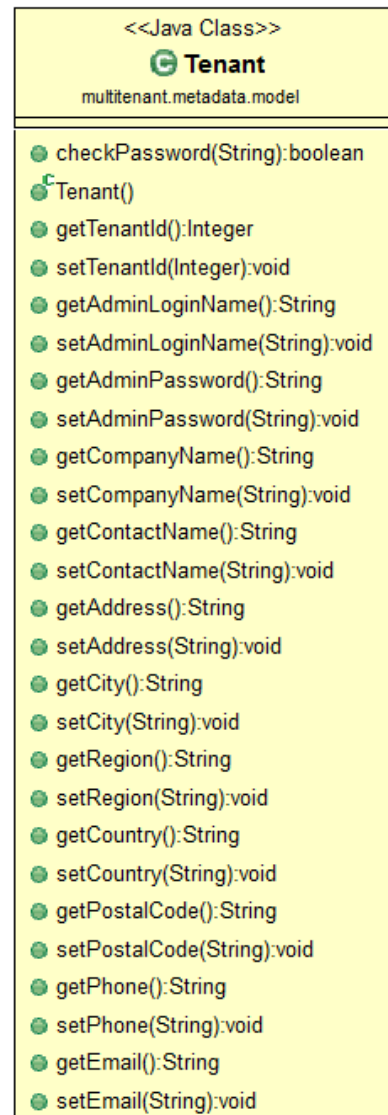 <<Java Class>>
C Tenant
multitenant.metadata.model
checkPassword(String):boolean
C Tenant()
getTenantId():Integer
setTenantId(Integer):void
getAdminLoginName():String
setAdminLoginName(String):void
getAdminPassword():String
setAdminPassword(String):void
getCompanyName():String
setCompanyName(String):void
getContactName():String
setContactName(String):void
getAddress():String
setAddress(String):void
getCity():String
setCity(String):void
getRegion():String
setRegion(String):void
getCountry():String
setCountry(String):void
getPostalCode():String
setPostalCode(String):void
getPhone():String
setPhone(String):void
getEmail():String
setEmail(String):void